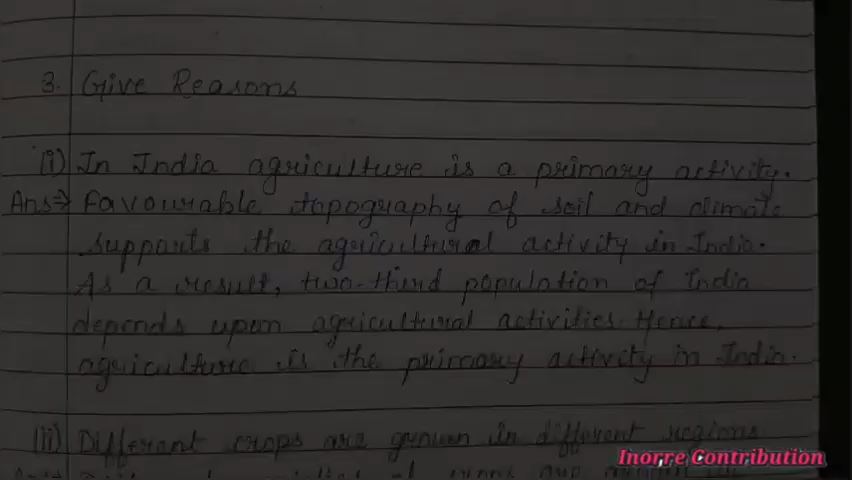 3. Give Reasons
(i) In India agriculture is a primary activity.
Ans⇒ Favourable topography of soil and climate
supports the agricultural activity in India.
As a result, two-third population of India
depends upon agricultural activities. Hence,
agriculture is the primary activity in India.
(ii) Different crops are grown in different regions
Inorre Contribution